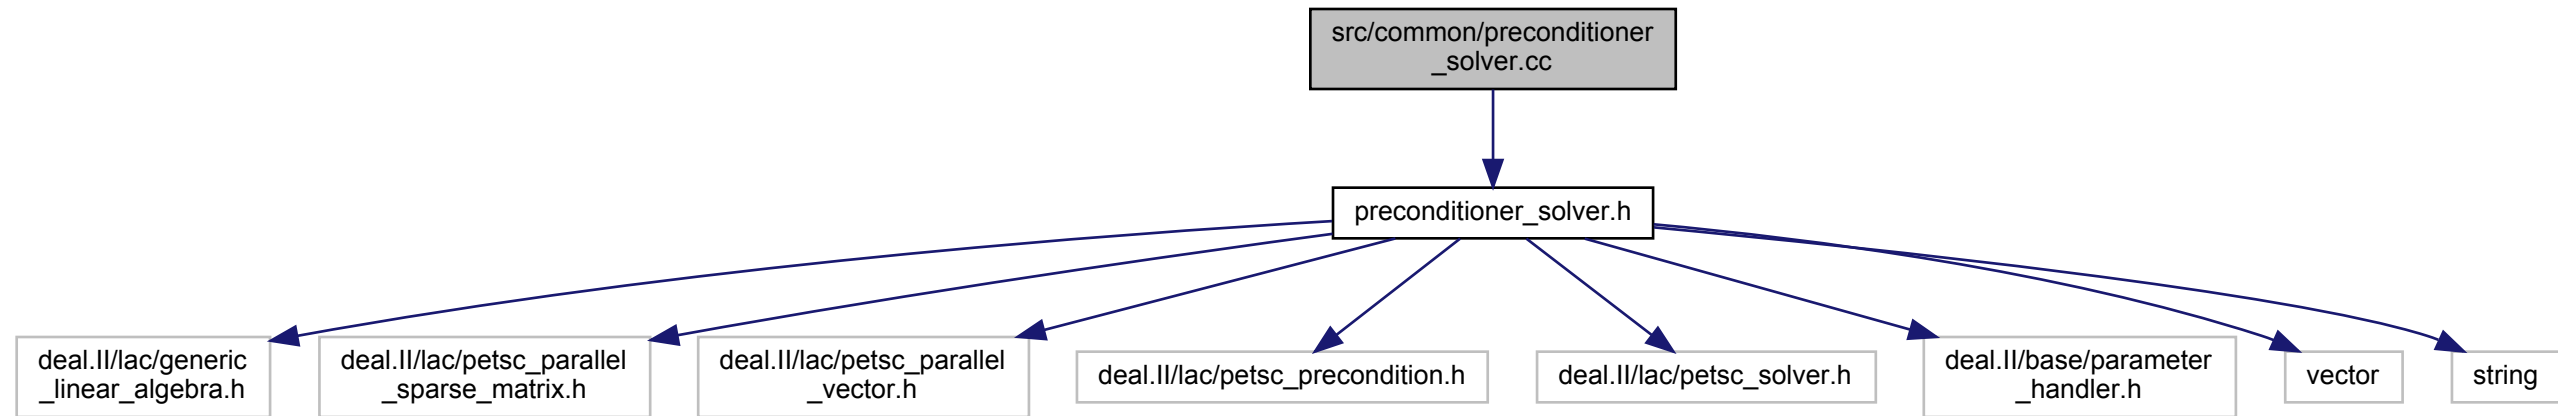 src/common/preconditioner
_solver.cc
preconditioner_solver.h
deal.II/lac/generic
_linear_algebra.h
deal.II/lac/petsc_parallel
_sparse_matrix.h
deal.II/lac/petsc_parallel
_vector.h
deal.II/lac/petsc_precondition.h
deal.II/lac/petsc_solver.h
deal.II/base/parameter
_handler.h
vector
string